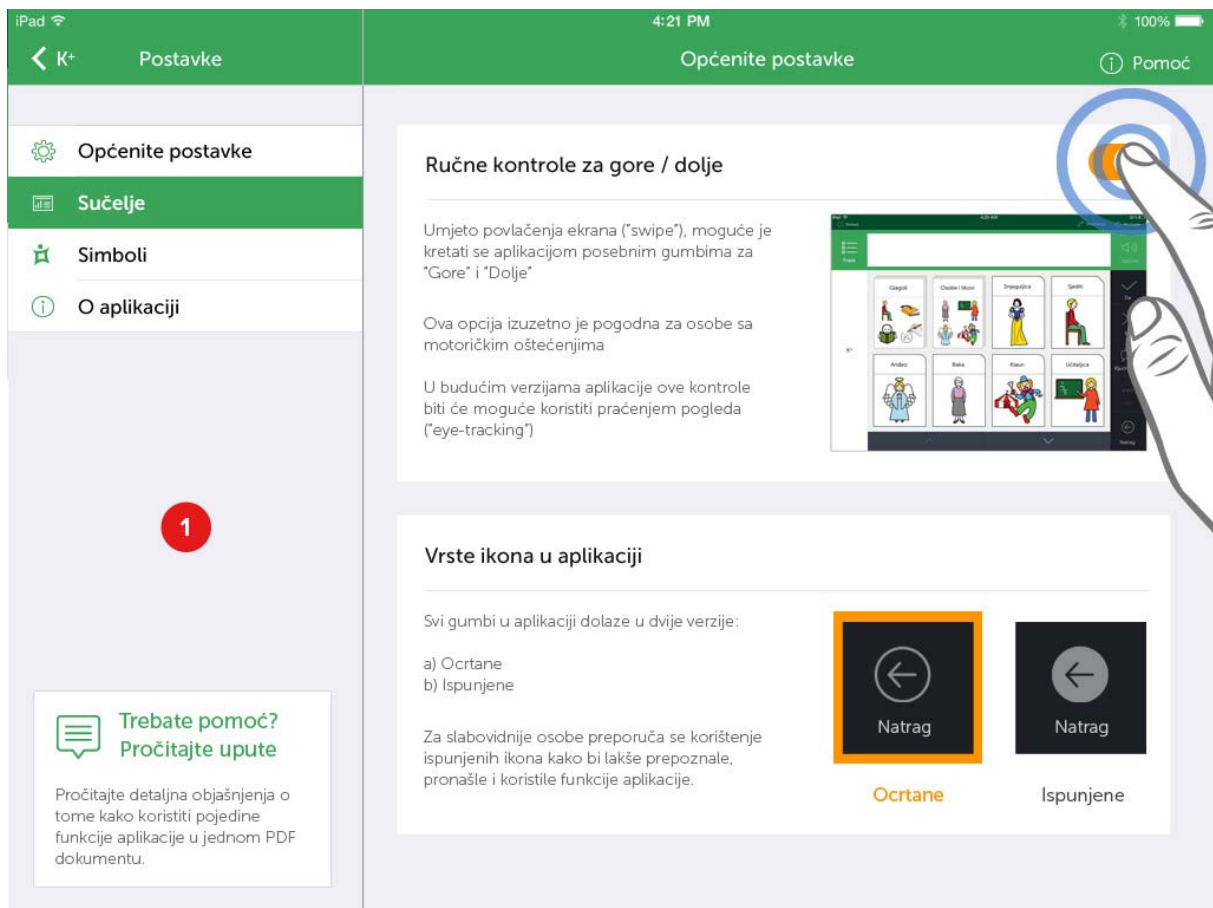 iPad
4:21 PM
100%
K+
Postavke
Općenite postavke
Pomoć
Općenite postavke
Sučelje
Simboli
O aplikaciji
1
Trebate pomoć?
Pročitajte upute
Pročitajte detaljna objašnjenja o
tome kako koristiti pojedine
funkcije aplikacije u jednom PDF
dokumentu.
Ručne kontrole za gore / dolje
Umjeto povlačenja ekrana ("swipe"), moguće je
kretati se aplikacijom posebnim gumbima za
"Gore" i "Dolje"
Ova opcija izuzetno je pogodna za osobe sa
motoričkim oštećenjima
U budućim verzijama aplikacije ove kontrole
biti će moguće koristiti praćenjem pogleda
("eye-tracking")
Glagoli
Osobe i likovi
Snjeguljica
Sjediti
Anđeo
Baka
Klaun
Učiteljica
Natrag
Vrste ikona u aplikaciji
Svi gumbi u aplikaciji dolaze u dvije verzije:
a) Ocrtane
b) Ispunjene
Za slabovidnije osobe preporuča se korištenje
ispunjenih ikona kako bi lakše prepoznale,
pronašle i koristile funkcije aplikacije.
Natrag
Natrag
Ocrtane
Ispunjene